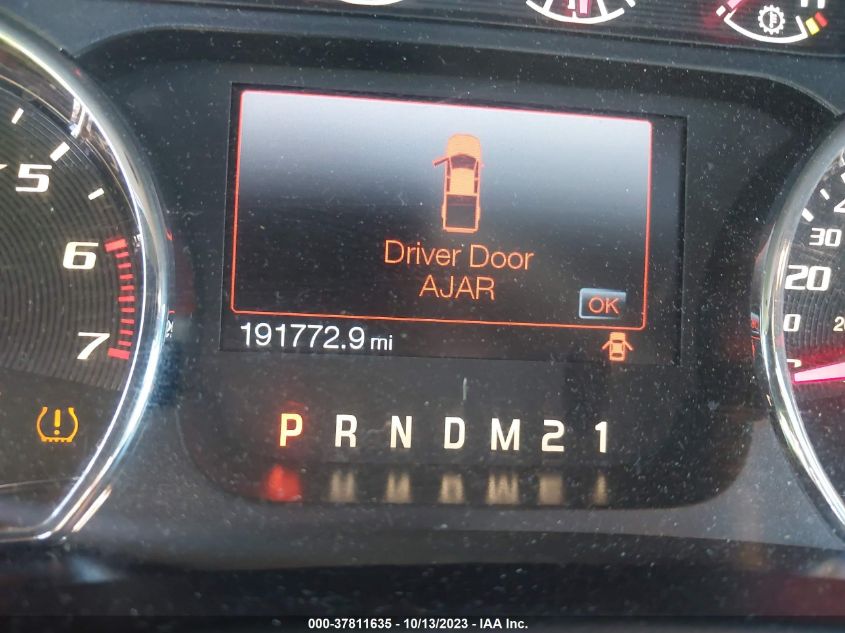 5
6
7
Driver Door
AJAR
OK
191772.9 mi
P R N D M 2 1
30
20
000-37811635 - 10/13/2023 - IAA Inc.